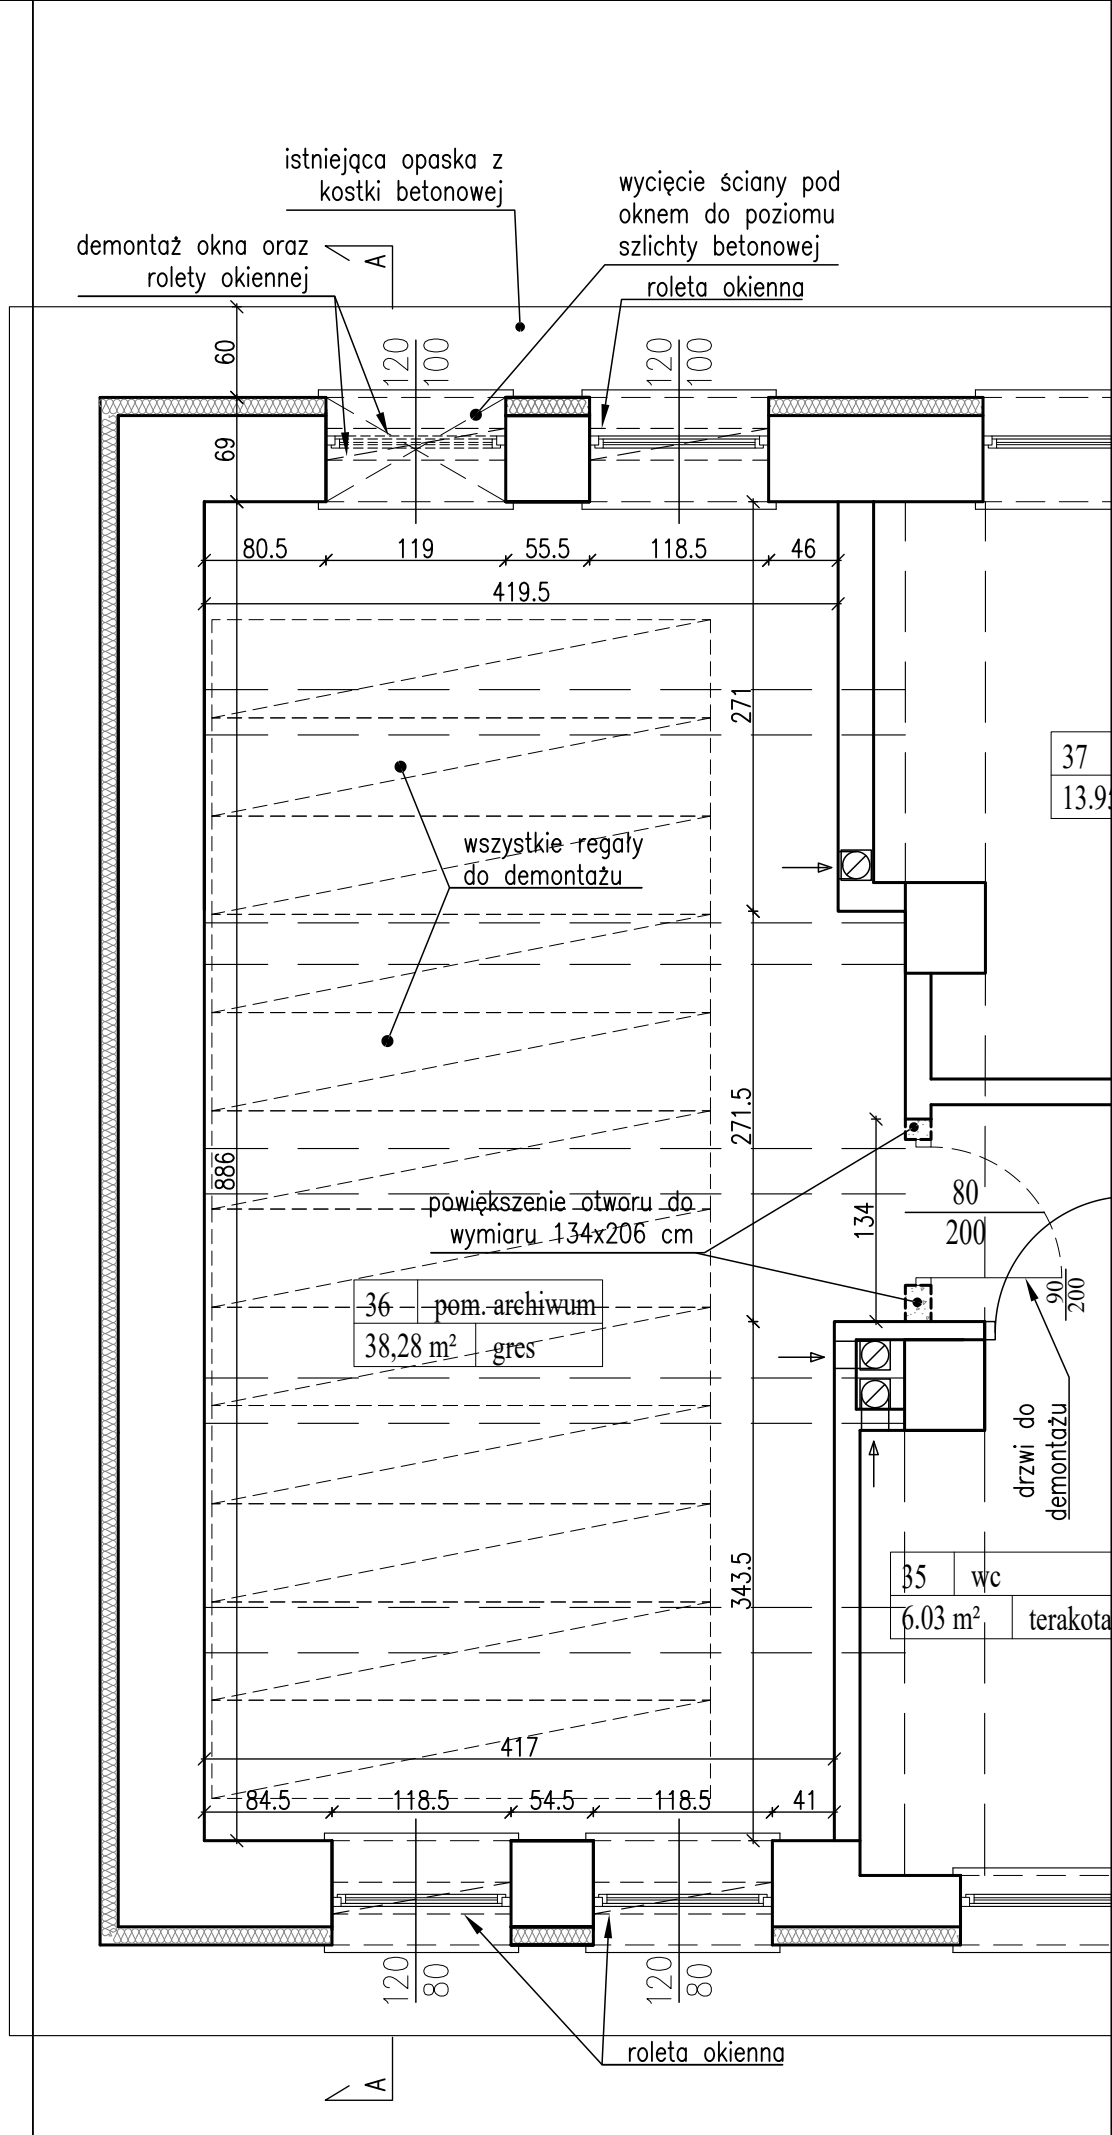 istniejąca opaska z
kostki betonowej
wycięcie ściany pod
oknem do poziomu
szlichty betonowej
demontaż okna oraz
rolety okiennej
A
roleta okienna
60
120
100
120
100
69
80.5
119
55.5
118.5
46
419.5
271
37
wszystkie regały
do demontażu
271.5
886
powiększenie otworu do
wymiaru 134x206 cm
134
80
200
90
200
36
pom. archiwum
38,28 m²
gres
drzwi do
demontażu
343.5
35
wc
6.03 m²
terakota
417
84.5
118.5
54.5
118.5
41
120
80
120
80
roleta okienna
A